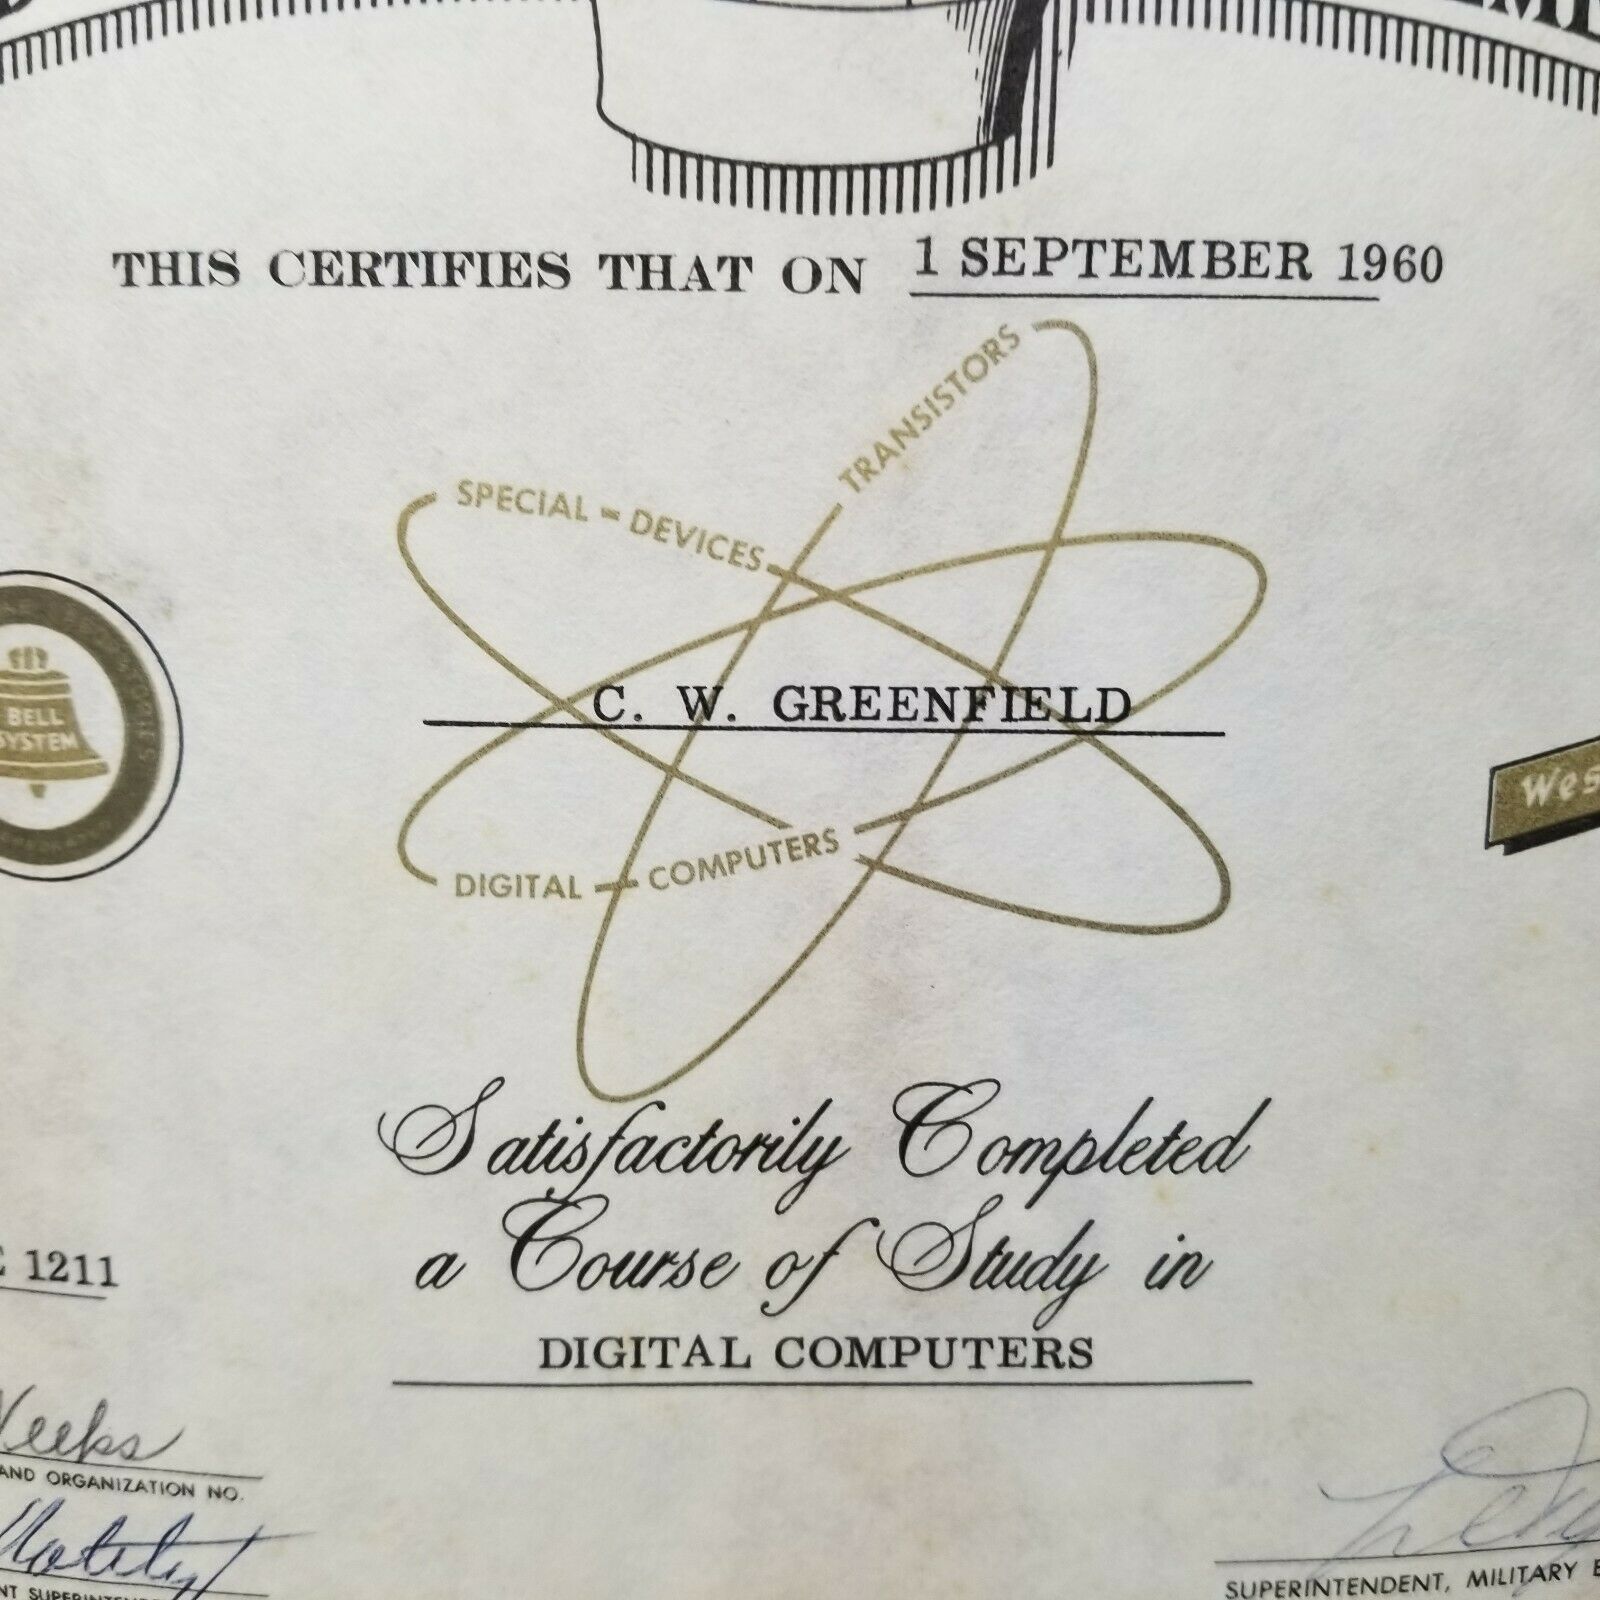 THIS CERTIFIES THAT ON 1 SEPTEMBER 1960
TRANSISTORS
SPECIAL - DEVICES
BELL
SYSTEM
C. W. GREENFIELD
DIGITAL - COMPUTERS
Satisfactorily Completed
a Course of Study in
1211
DIGITAL COMPUTERS
Weeks
AND ORGANIZATION NO.
SUPERINTENDENT, MILITARY